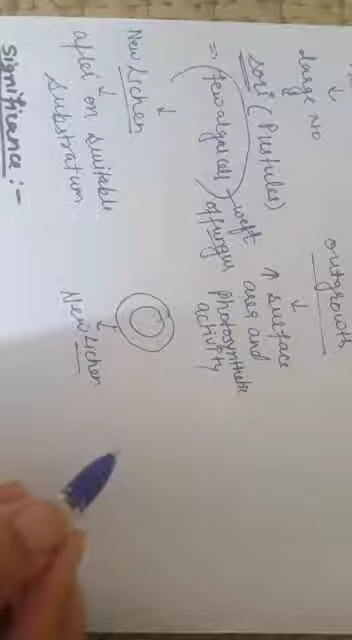 ↓
large No
↓
sori (Pustules)
⇒ (few algal cell) weft of fungus
↓
New Lichen
↓
after on suitable
substratum
outgrowth
↓
↑ surface
area and
photosynthetic
activity
↓
New Lichen
Significance :-